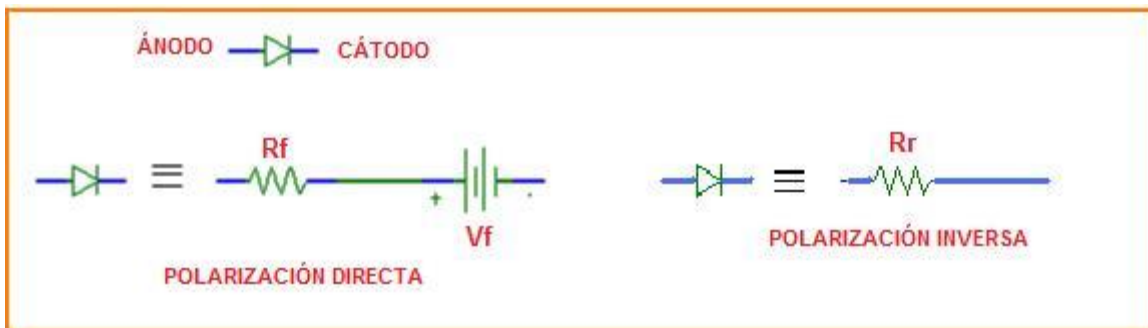 ÁNODO CÁTODO
Rf
Rr
+ -
Vf
POLARIZACIÓN INVERSA
POLARIZACIÓN DIRECTA